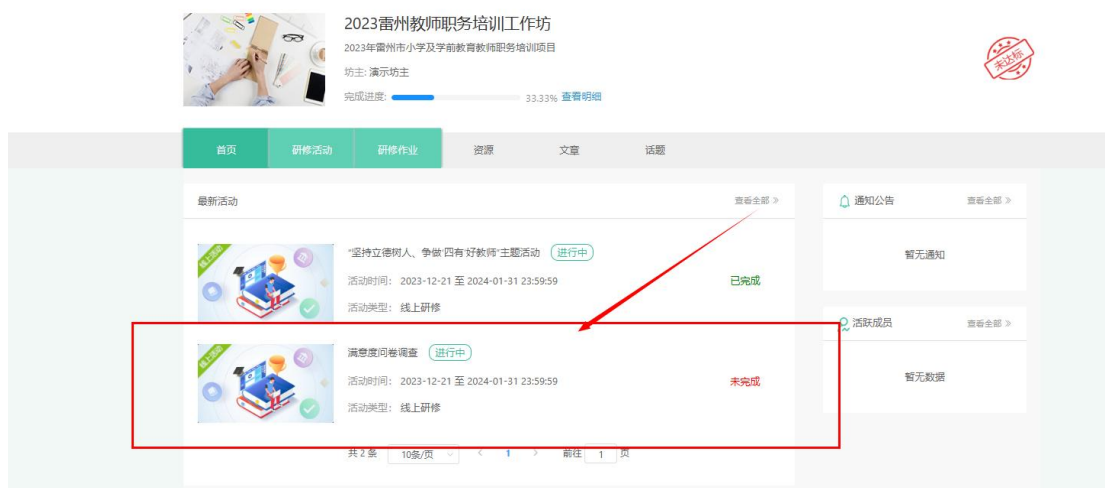 2023雷州教师职务培训工作坊
2023年雷州市小学及学前教育教师职务培训项目
坊主: 演示坊主
完成进度: 33.33% 查看明细
未达标
首页 研修活动 研修作业 资源 文章 话题
最新活动 查看全部 》
线上活动
“坚持立德树人、争做‘四有’好教师”主题活动 进行中
活动时间: 2023-12-21 至 2024-01-31 23:59:59
已完成
活动类型: 线上研修
线上活动
满意度问卷调查 进行中
活动时间: 2023-12-21 至 2024-01-31 23:59:59
未完成
活动类型: 线上研修
共 2 条 10条/页 < 1 > 前往 1 页
通知公告 查看全部 》
暂无通知
活跃成员 查看全部 》
暂无数据